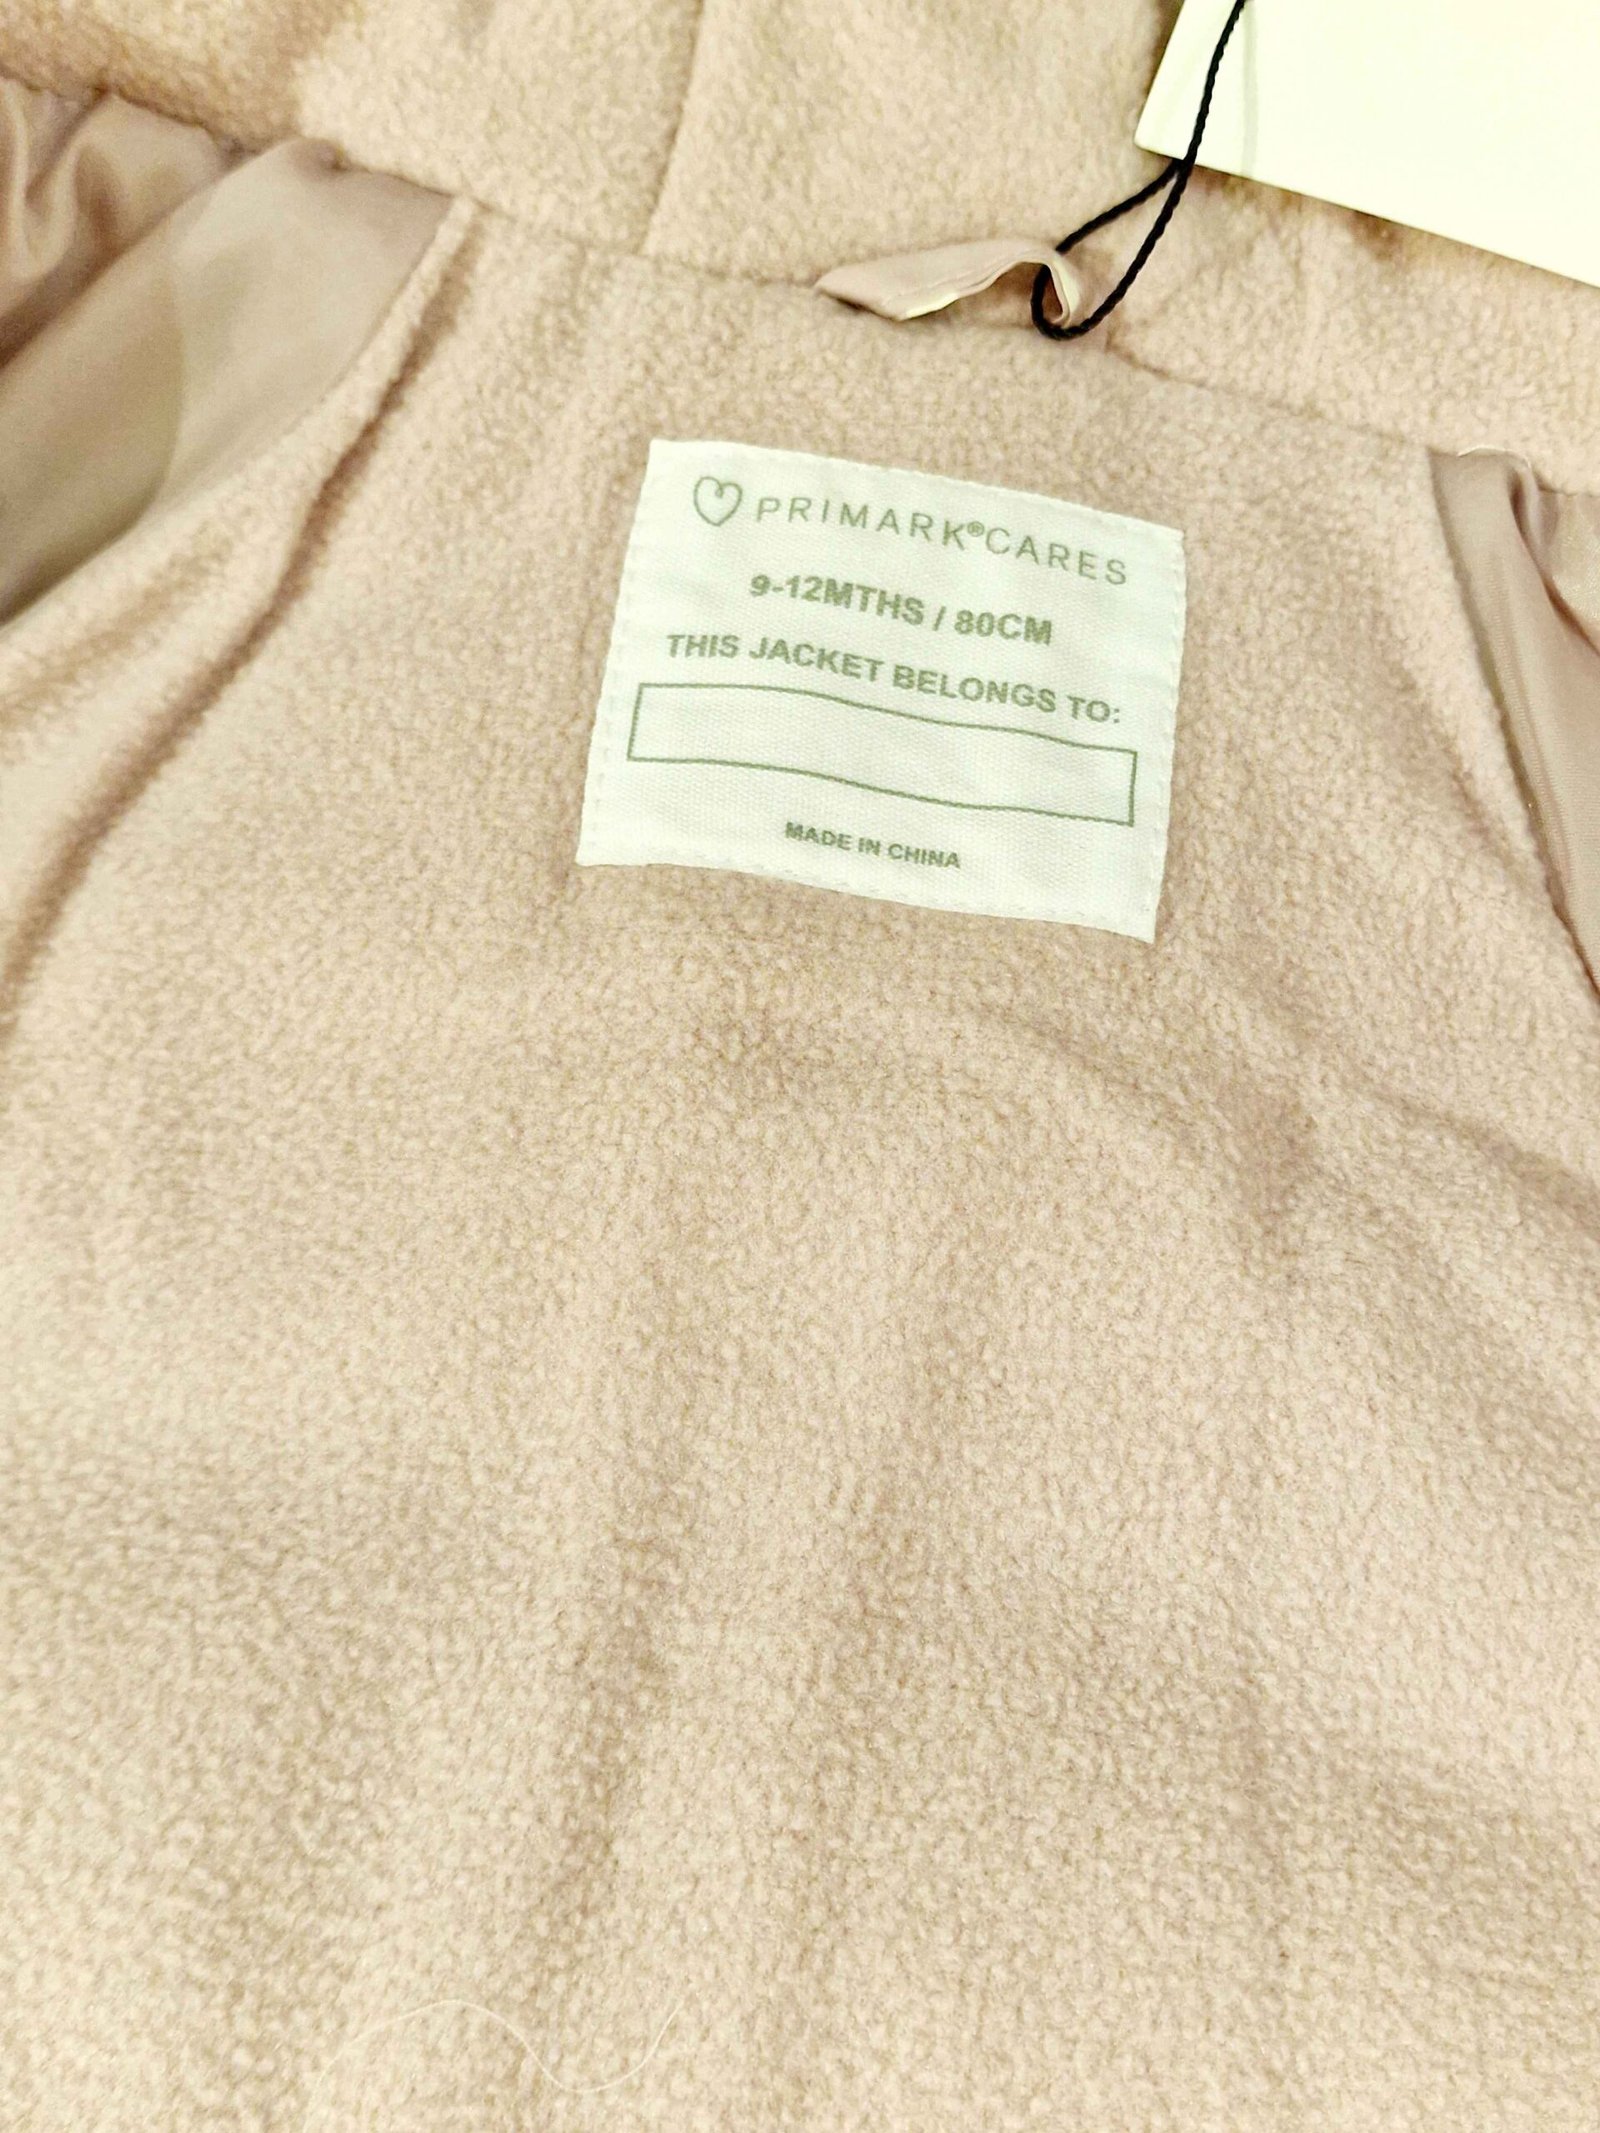 PRIMARK®CARES
9-12MTHS / 80CM
THIS JACKET BELONGS TO:
MADE IN CHINA